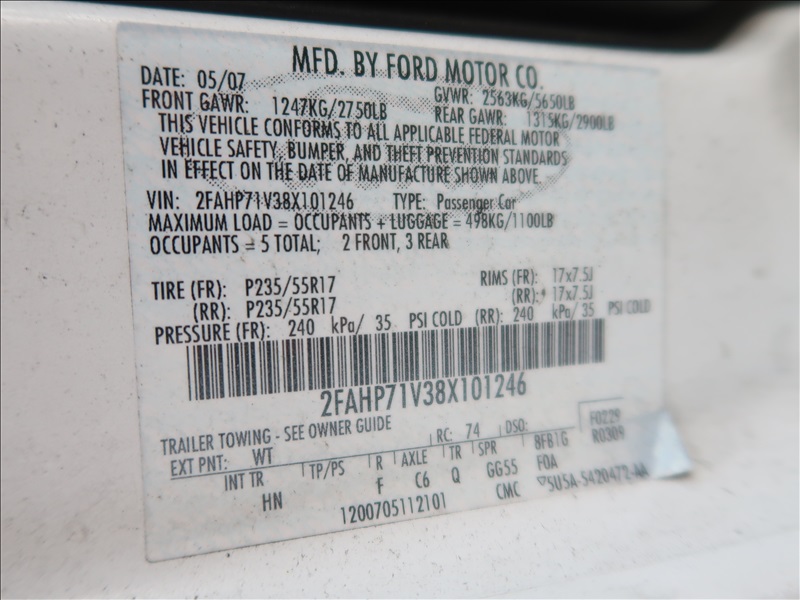 MFD. BY FORD MOTOR CO.
DATE: 05/07 GVWR: 2563KG/5650LB
FRONT GAWR: 1247KG/2750LB REAR GAWR: 1315KG/2900LB
THIS VEHICLE CONFORMS TO ALL APPLICABLE FEDERAL MOTOR
VEHICLE SAFETY, BUMPER, AND THEFT PREVENTION STANDARDS
IN EFFECT ON THE DATE OF MANUFACTURE SHOWN ABOVE.
VIN: 2FAHP71V38X101246 TYPE: Passenger Car
MAXIMUM LOAD = OCCUPANTS + LUGGAGE = 498KG/1100LB
OCCUPANTS = 5 TOTAL; 2 FRONT, 3 REAR
TIRE (FR): P235/55R17 RIMS (FR): 17x7.5J
(RR): P235/55R17 (RR): 17x7.5J
PRESSURE (FR): 240 kPa/ 35 PSI COLD (RR): 240 kPa/ 35 PSI COLD
2FAHP71V38X101246
TRAILER TOWING - SEE OWNER GUIDE F0229
EXT PNT: WT RC: 74 DSO: R0309
INT TR TP/PS R AXLE TR SPR 8FB1G
HN F C6 Q GG55 F0A
1200705112101 CMC 5U5A-5420472-AA